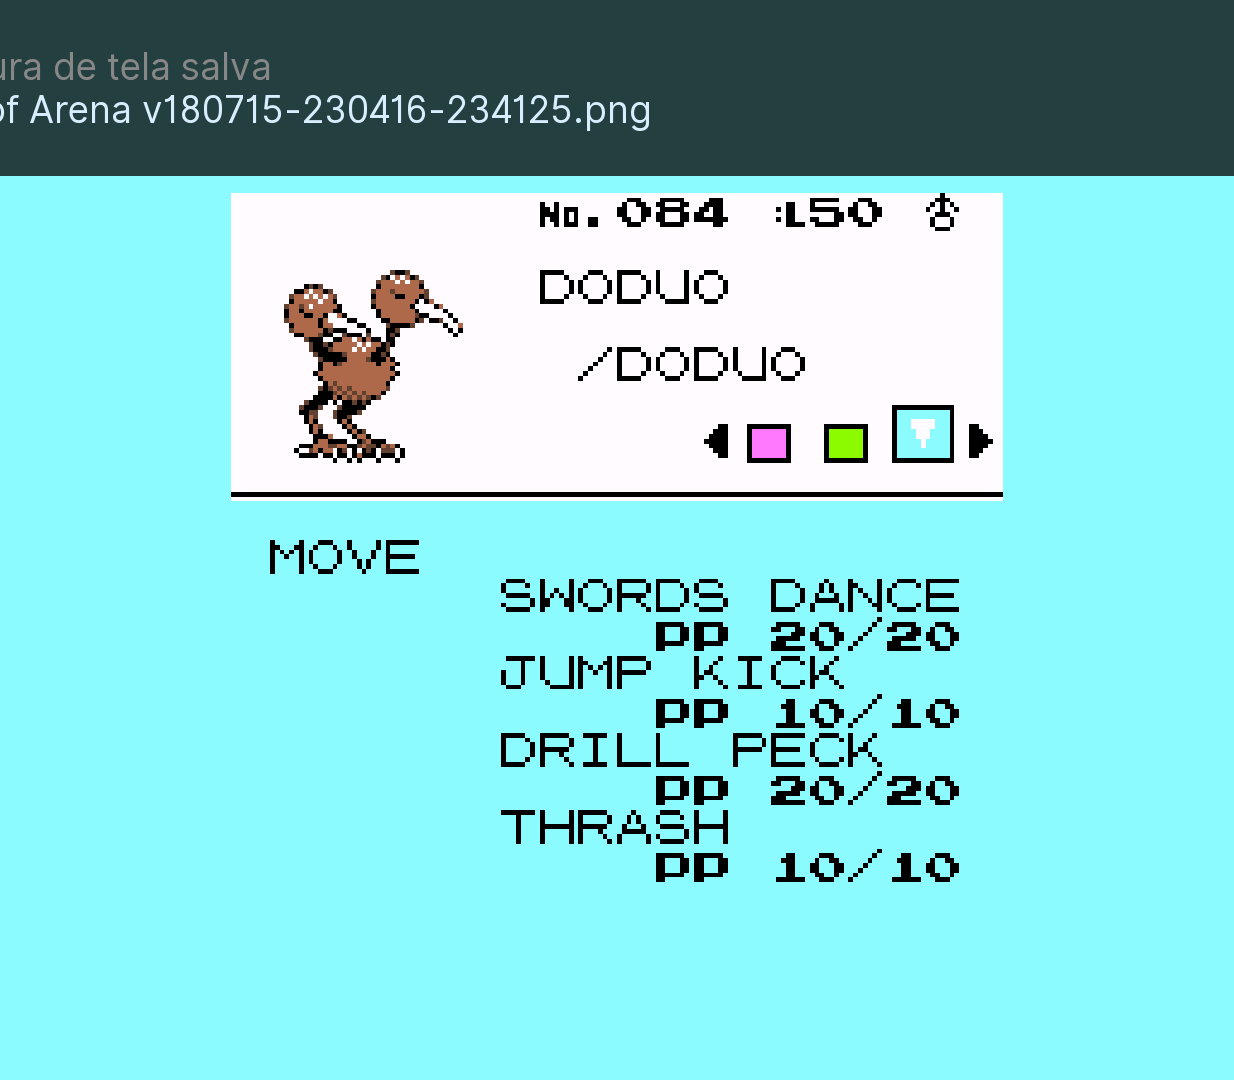 ura de tela salva
of Arena v180715-230416-234125.png
No.084 :L50 ♂
DODUO
/DODUO
MOVE
SWORDS DANCE
PP 20/20
JUMP KICK
PP 10/10
DRILL PECK
PP 20/20
THRASH
PP 10/10